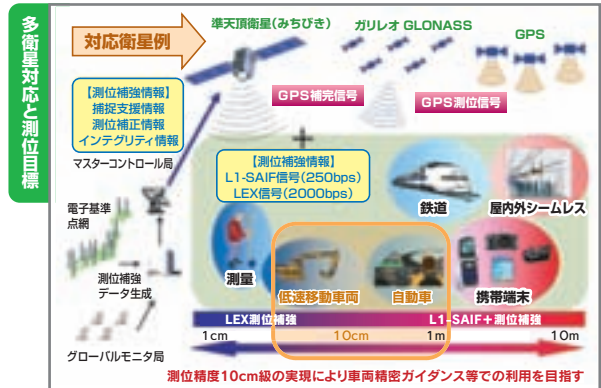 多衛星対応と測位目標
対応衛星例
準天頂衛星(みちびき)
ガリレオ GLONASS
GPS
【測位補強情報】
捕捉支援情報
測位補正情報
インテグリティ情報
GPS補完信号
GPS測位信号
マスターコントロール局
【測位補強情報】
L1-SAIF信号(250bps)
LEX信号(2000bps)
鉄道
屋内外シームレス
電子基準
点網
測位補強
データ生成
測量
低速移動車両
自動車
携帯端末
グローバルモニタ局
LEX測位補強
L1-SAIF+測位補強
1cm
10cm
1m
10m
測位精度10cm級の実現により車両精密ガイダンス等での利用を目指す